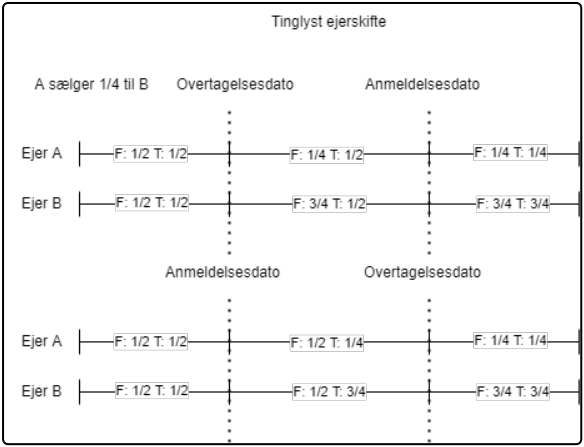 Tinglyst ejerskifte
A sælger 1/4 til B Overtagelsesdato Anmeldelsesdato
Ejer A F: 1/2 T: 1/2 F: 1/4 T: 1/2 F: 1/4 T: 1/4
Ejer B F: 1/2 T: 1/2 F: 3/4 T: 1/2 F: 3/4 T: 3/4
Anmeldelsesdato Overtagelsesdato
Ejer A F: 1/2 T: 1/2 F: 1/2 T: 1/4 F: 1/4 T: 1/4
Ejer B F: 1/2 T: 1/2 F: 1/2 T: 3/4 F: 3/4 T: 3/4